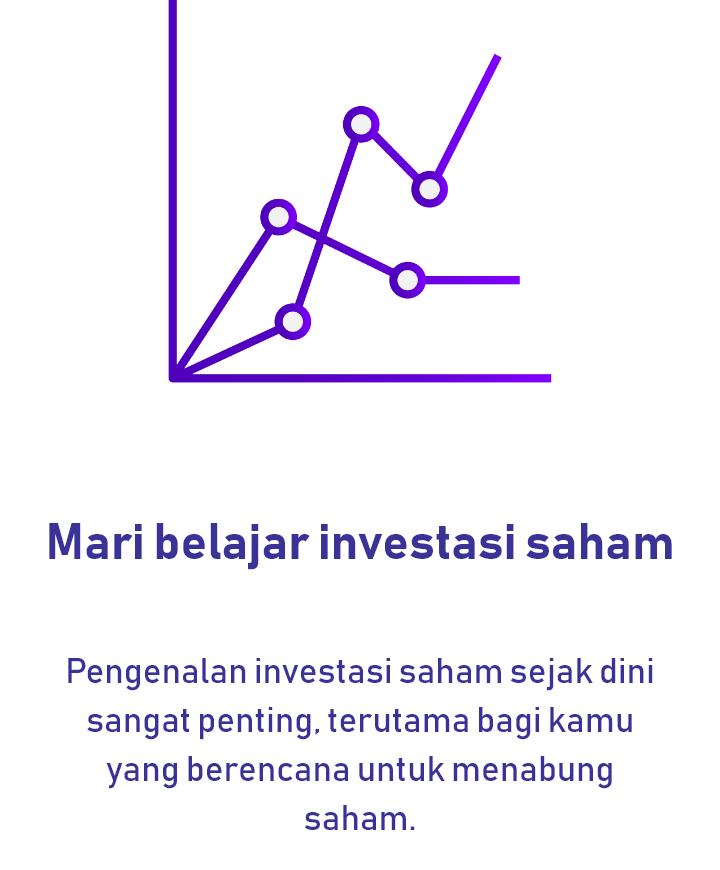 Mari belajar investasi saham
Pengenalan investasi saham sejak dini
sangat penting, terutama bagi kamu
yang berencana untuk menabung
saham.